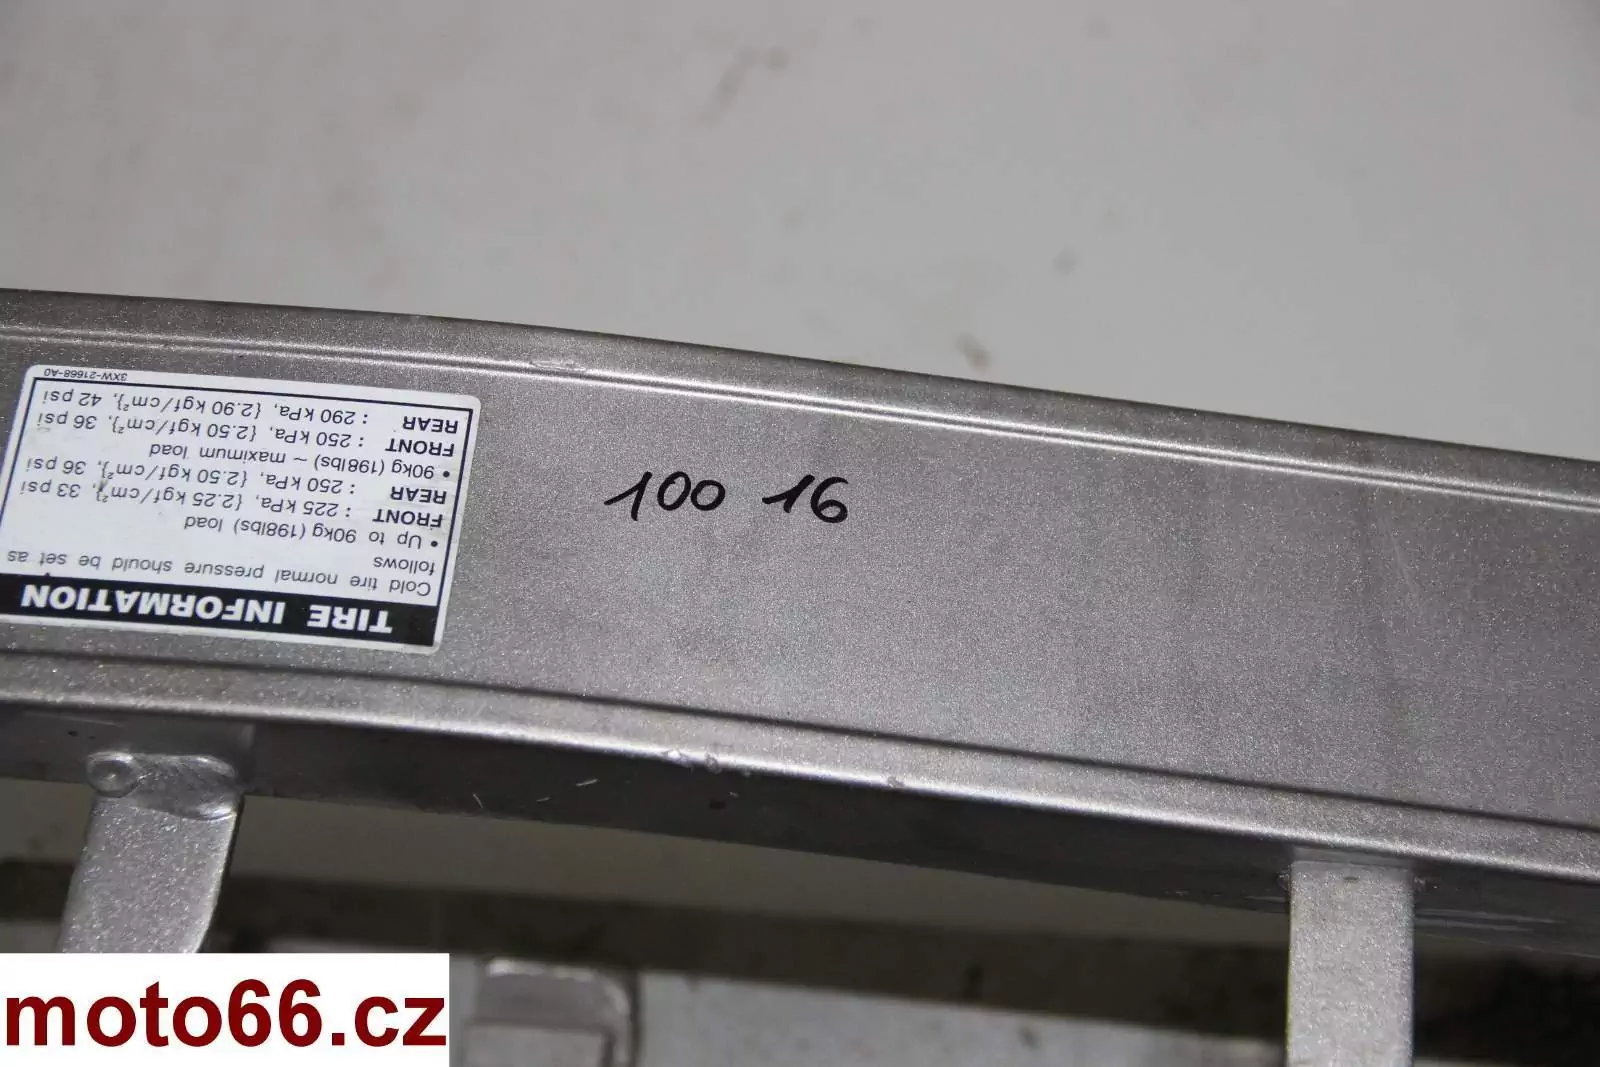 TIRE INFORMATION
Cold tire normal pressure should be set as
follows
• Up to 90kg (198lbs) load
FRONT : 225 kPa, {2.25 kgf/cm²}, 33 psi
REAR : 250 kPa, {2.50 kgf/cm²}, 36 psi
• 90kg (198lbs) ~ maximum load
FRONT : 250 kPa, {2.50 kgf/cm²}, 36 psi
REAR : 290 kPa, {2.90 kgf/cm²}, 42 psi
3XW-21668-A0
100 16
moto66.cz